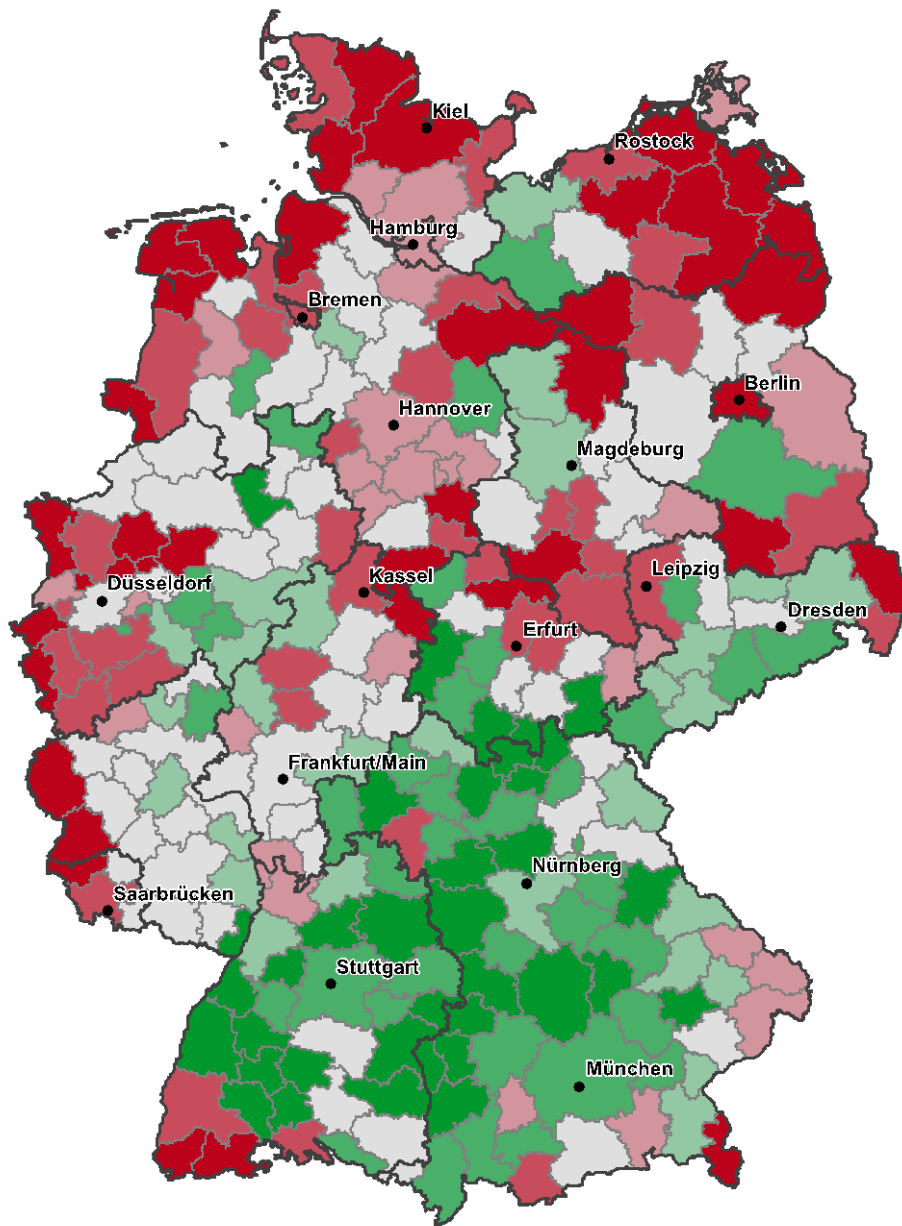 Kiel
Rostock
Hamburg
Bremen
Berlin
Hannover
Magdeburg
Düsseldorf
Kassel
Leipzig
Dresden
Erfurt
Frankfurt/Main
Nürnberg
Saarbrücken
Stuttgart
München